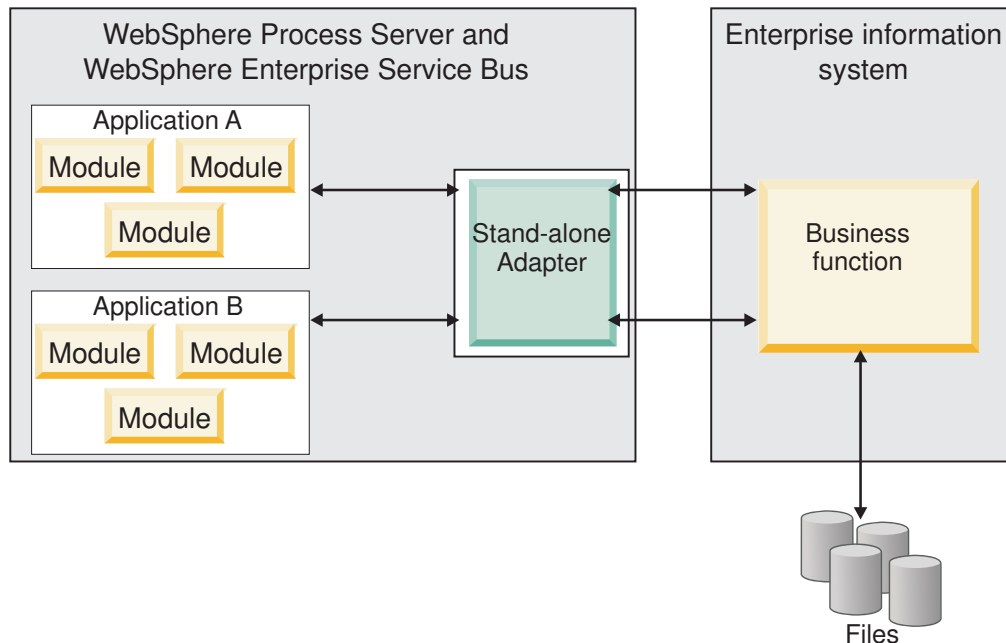 WebSphere Process Server and
WebSphere Enterprise Service Bus
Application A
Module
Module
Module
Application B
Module
Module
Module
Stand-alone
Adapter
Enterprise information
system
Business
function
Files